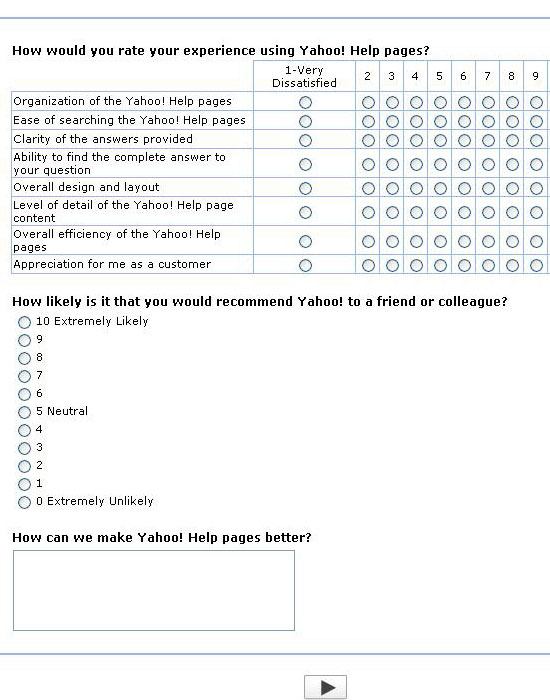 How would you rate your experience using Yahoo! Help pages?
1-Very
Dissatisfied
2 3 4 5 6 7 8 9
Organization of the Yahoo! Help pages
Ease of searching the Yahoo! Help pages
Clarity of the answers provided
Ability to find the complete answer to
your question
Overall design and layout
Level of detail of the Yahoo! Help page
content
Overall efficiency of the Yahoo! Help
pages
Appreciation for me as a customer
How likely is it that you would recommend Yahoo! to a friend or colleague?
10 Extremely Likely
9
8
7
6
5 Neutral
4
3
2
1
0 Extremely Unlikely
How can we make Yahoo! Help pages better?